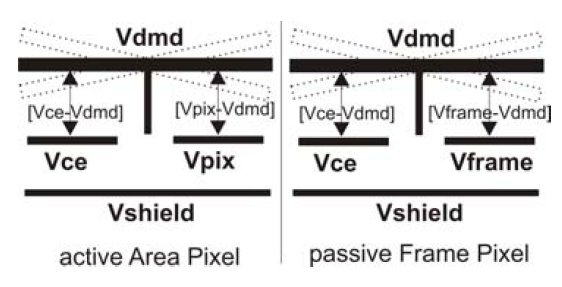 Vdmd
[Vce-Vdmd] [Vpix-Vdmd]
Vce Vpix
Vshield
active Area Pixel
Vdmd
[Vce-Vdmd] [Vframe-Vdmd]
Vce Vframe
Vshield
passive Frame Pixel